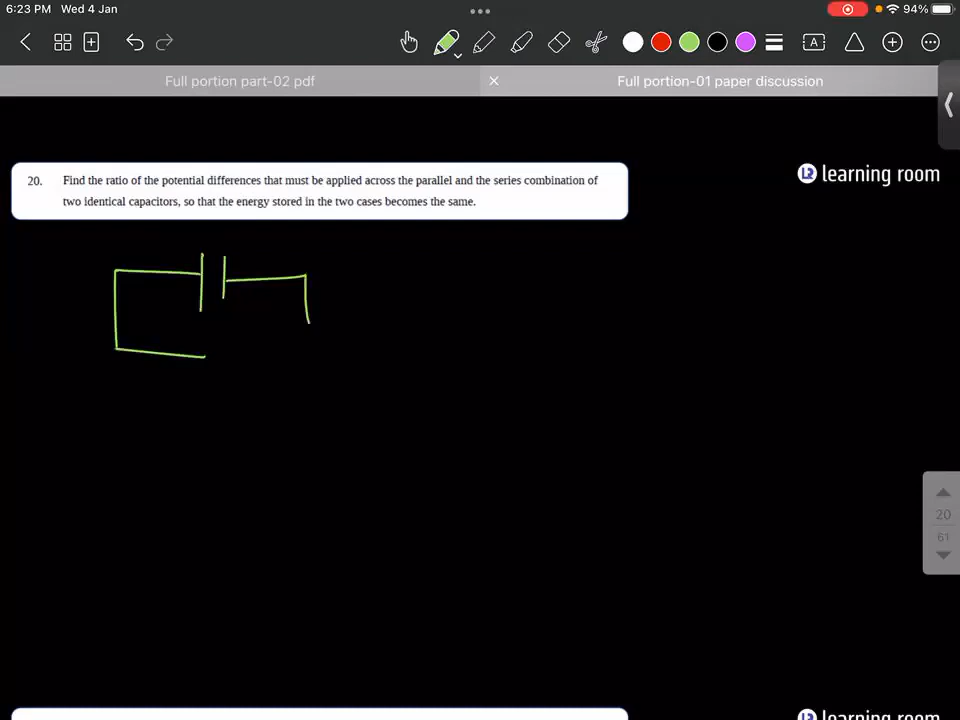 6:23 PM Wed 4 Jan
94%
A
Full portion part-02 pdf
Full portion-01 paper discussion
20. Find the ratio of the potential differences that must be applied across the parallel and the series combination of
two identical capacitors, so that the energy stored in the two cases becomes the same.
LR learning room
20
61
learning room